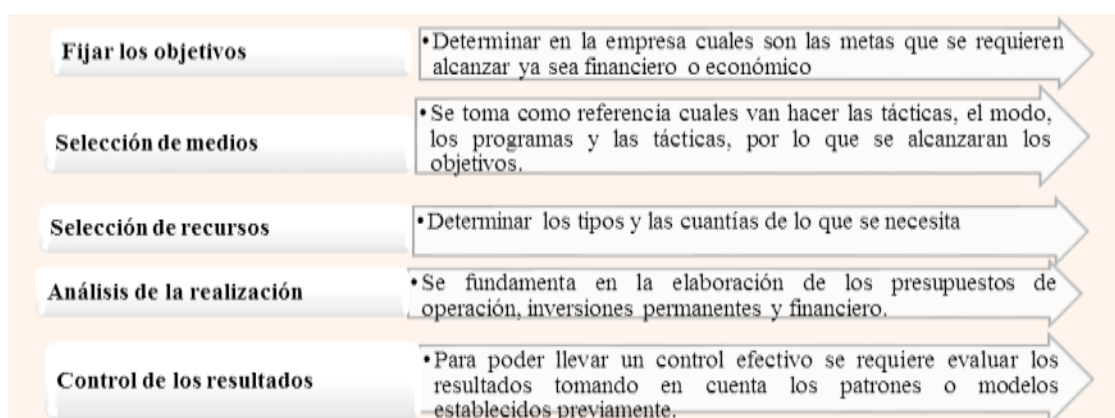 Fijar los objetivos
•Determinar en la empresa cuales son las metas que se requieren
alcanzar ya sea financiero o económico
Selección de medios
•Se toma como referencia cuales van hacer las tácticas, el modo,
los programas y las tácticas, por lo que se alcanzaran los
objetivos.
Selección de recursos
•Determinar los tipos y las cuantías de lo que se necesita
Análisis de la realización
•Se fundamenta en la elaboración de los presupuestos de
operación, inversiones permanentes y financiero.
Control de los resultados
•Para poder llevar un control efectivo se requiere evaluar los
resultados tomando en cuenta los patrones o modelos
establecidos previamente.